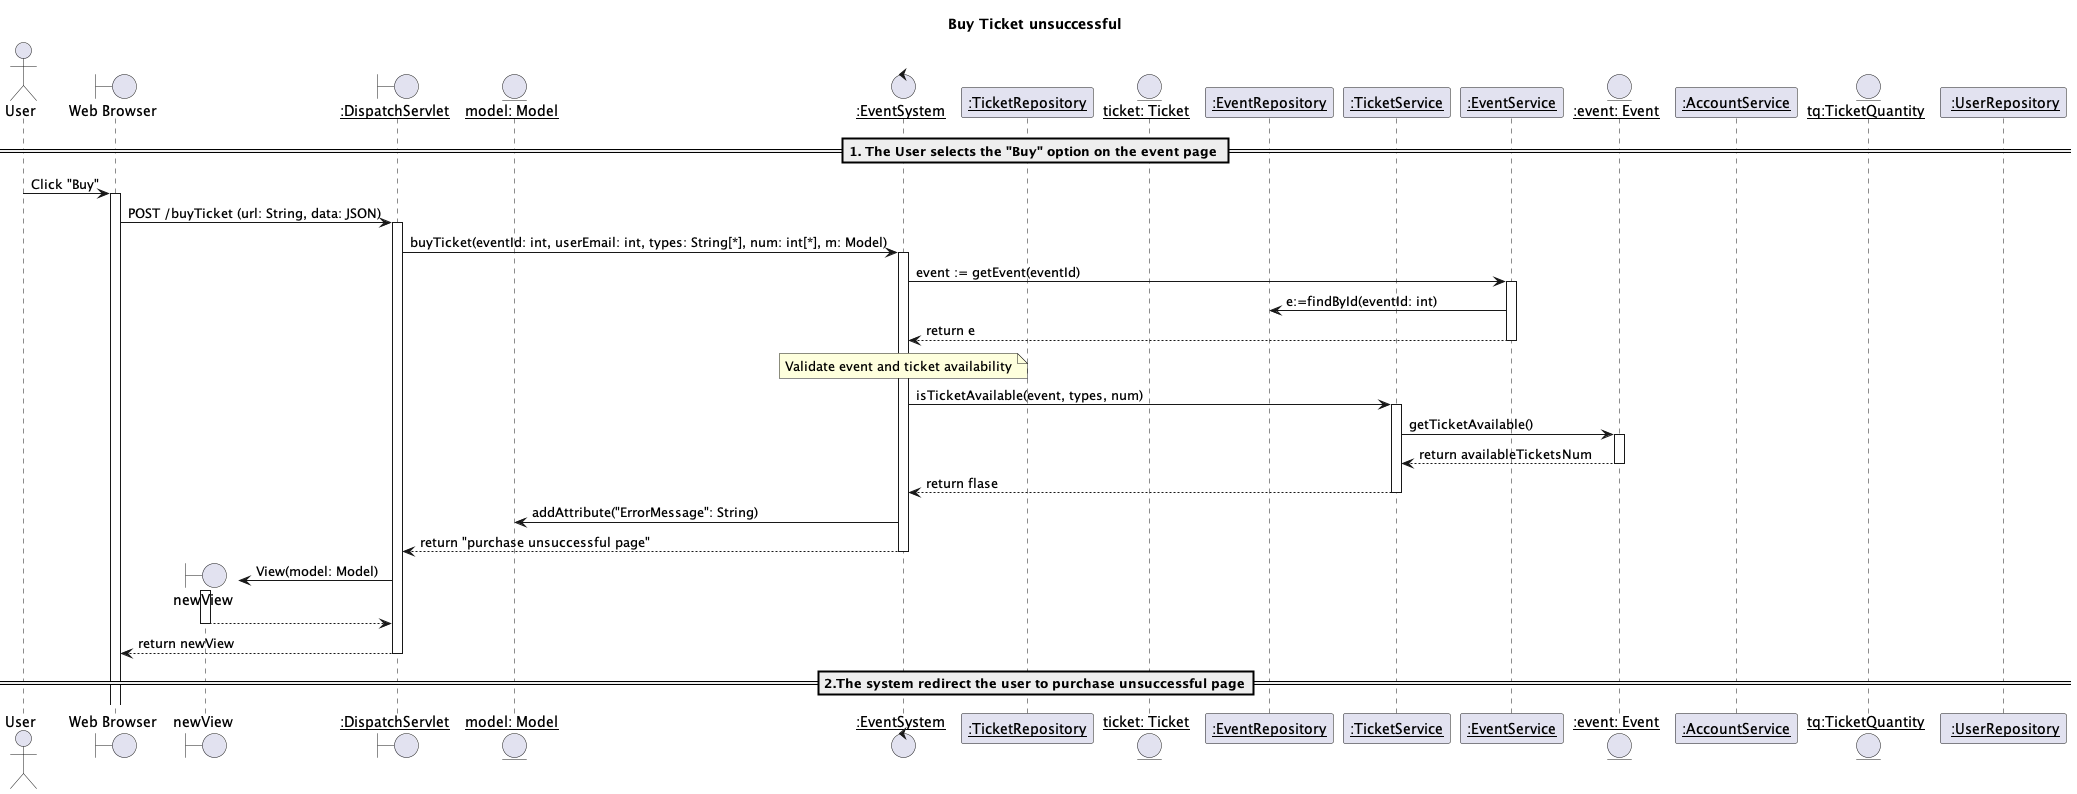 Buy Ticket unsuccessful
User
Web Browser
:DispatchServlet
model: Model
:EventSystem
:TicketRepository
ticket: Ticket
:EventRepository
:TicketService
:EventService
:event: Event
:AccountService
tq:TicketQuantity
:UserRepository
1. The User selects the "Buy" option on the event page
Click "Buy"
POST /buyTicket (url: String, data: JSON)
buyTicket(eventId: int, userEmail: int, types: String[*], num: int[*], m: Model)
event := getEvent(eventId)
e:=findById(eventId: int)
return e
Validate event and ticket availability
isTicketAvailable(event, types, num)
getTicketAvailable()
return availableTicketsNum
return flase
addAttribute("ErrorMessage": String)
return "purchase unsuccessful page"
View(model: Model)
newView
return newView
2.The system redirect the user to purchase unsuccessful page
User
Web Browser
newView
:DispatchServlet
model: Model
:EventSystem
:TicketRepository
ticket: Ticket
:EventRepository
:TicketService
:EventService
:event: Event
:AccountService
tq:TicketQuantity
:UserRepository